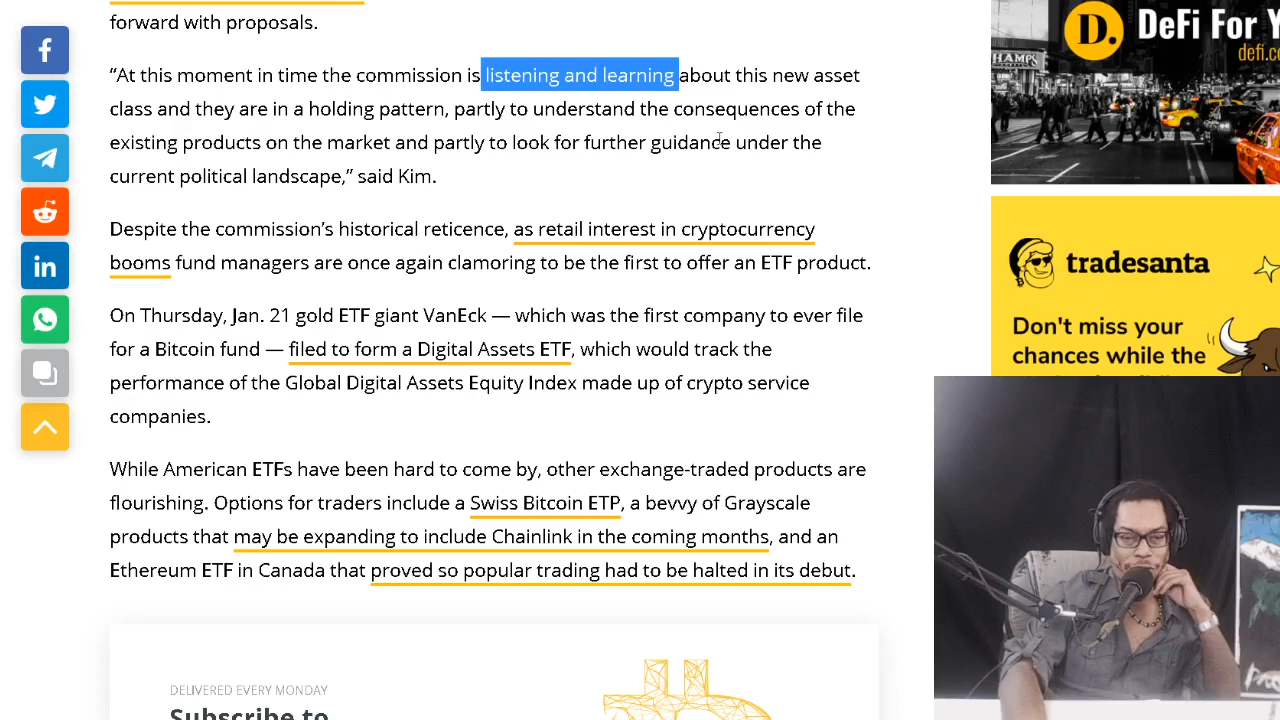 forward with proposals.
“At this moment in time the commission is listening and learning about this new asset
class and they are in a holding pattern, partly to understand the consequences of the
existing products on the market and partly to look for further guidance under the
current political landscape,” said Kim.
Despite the commission’s historical reticence, as retail interest in cryptocurrency
booms fund managers are once again clamoring to be the first to offer an ETF product.
On Thursday, Jan. 21 gold ETF giant VanEck — which was the first company to ever file
for a Bitcoin fund — filed to form a Digital Assets ETF, which would track the
performance of the Global Digital Assets Equity Index made up of crypto service
companies.
While American ETFs have been hard to come by, other exchange-traded products are
flourishing. Options for traders include a Swiss Bitcoin ETP, a bevvy of Grayscale
products that may be expanding to include Chainlink in the coming months, and an
Ethereum ETF in Canada that proved so popular trading had to be halted in its debut.
DELIVERED EVERY MONDAY
Subscribe to
D. DeFi For Y
defi.c
CHAMPS
tradesanta
Don't miss your
chances while the